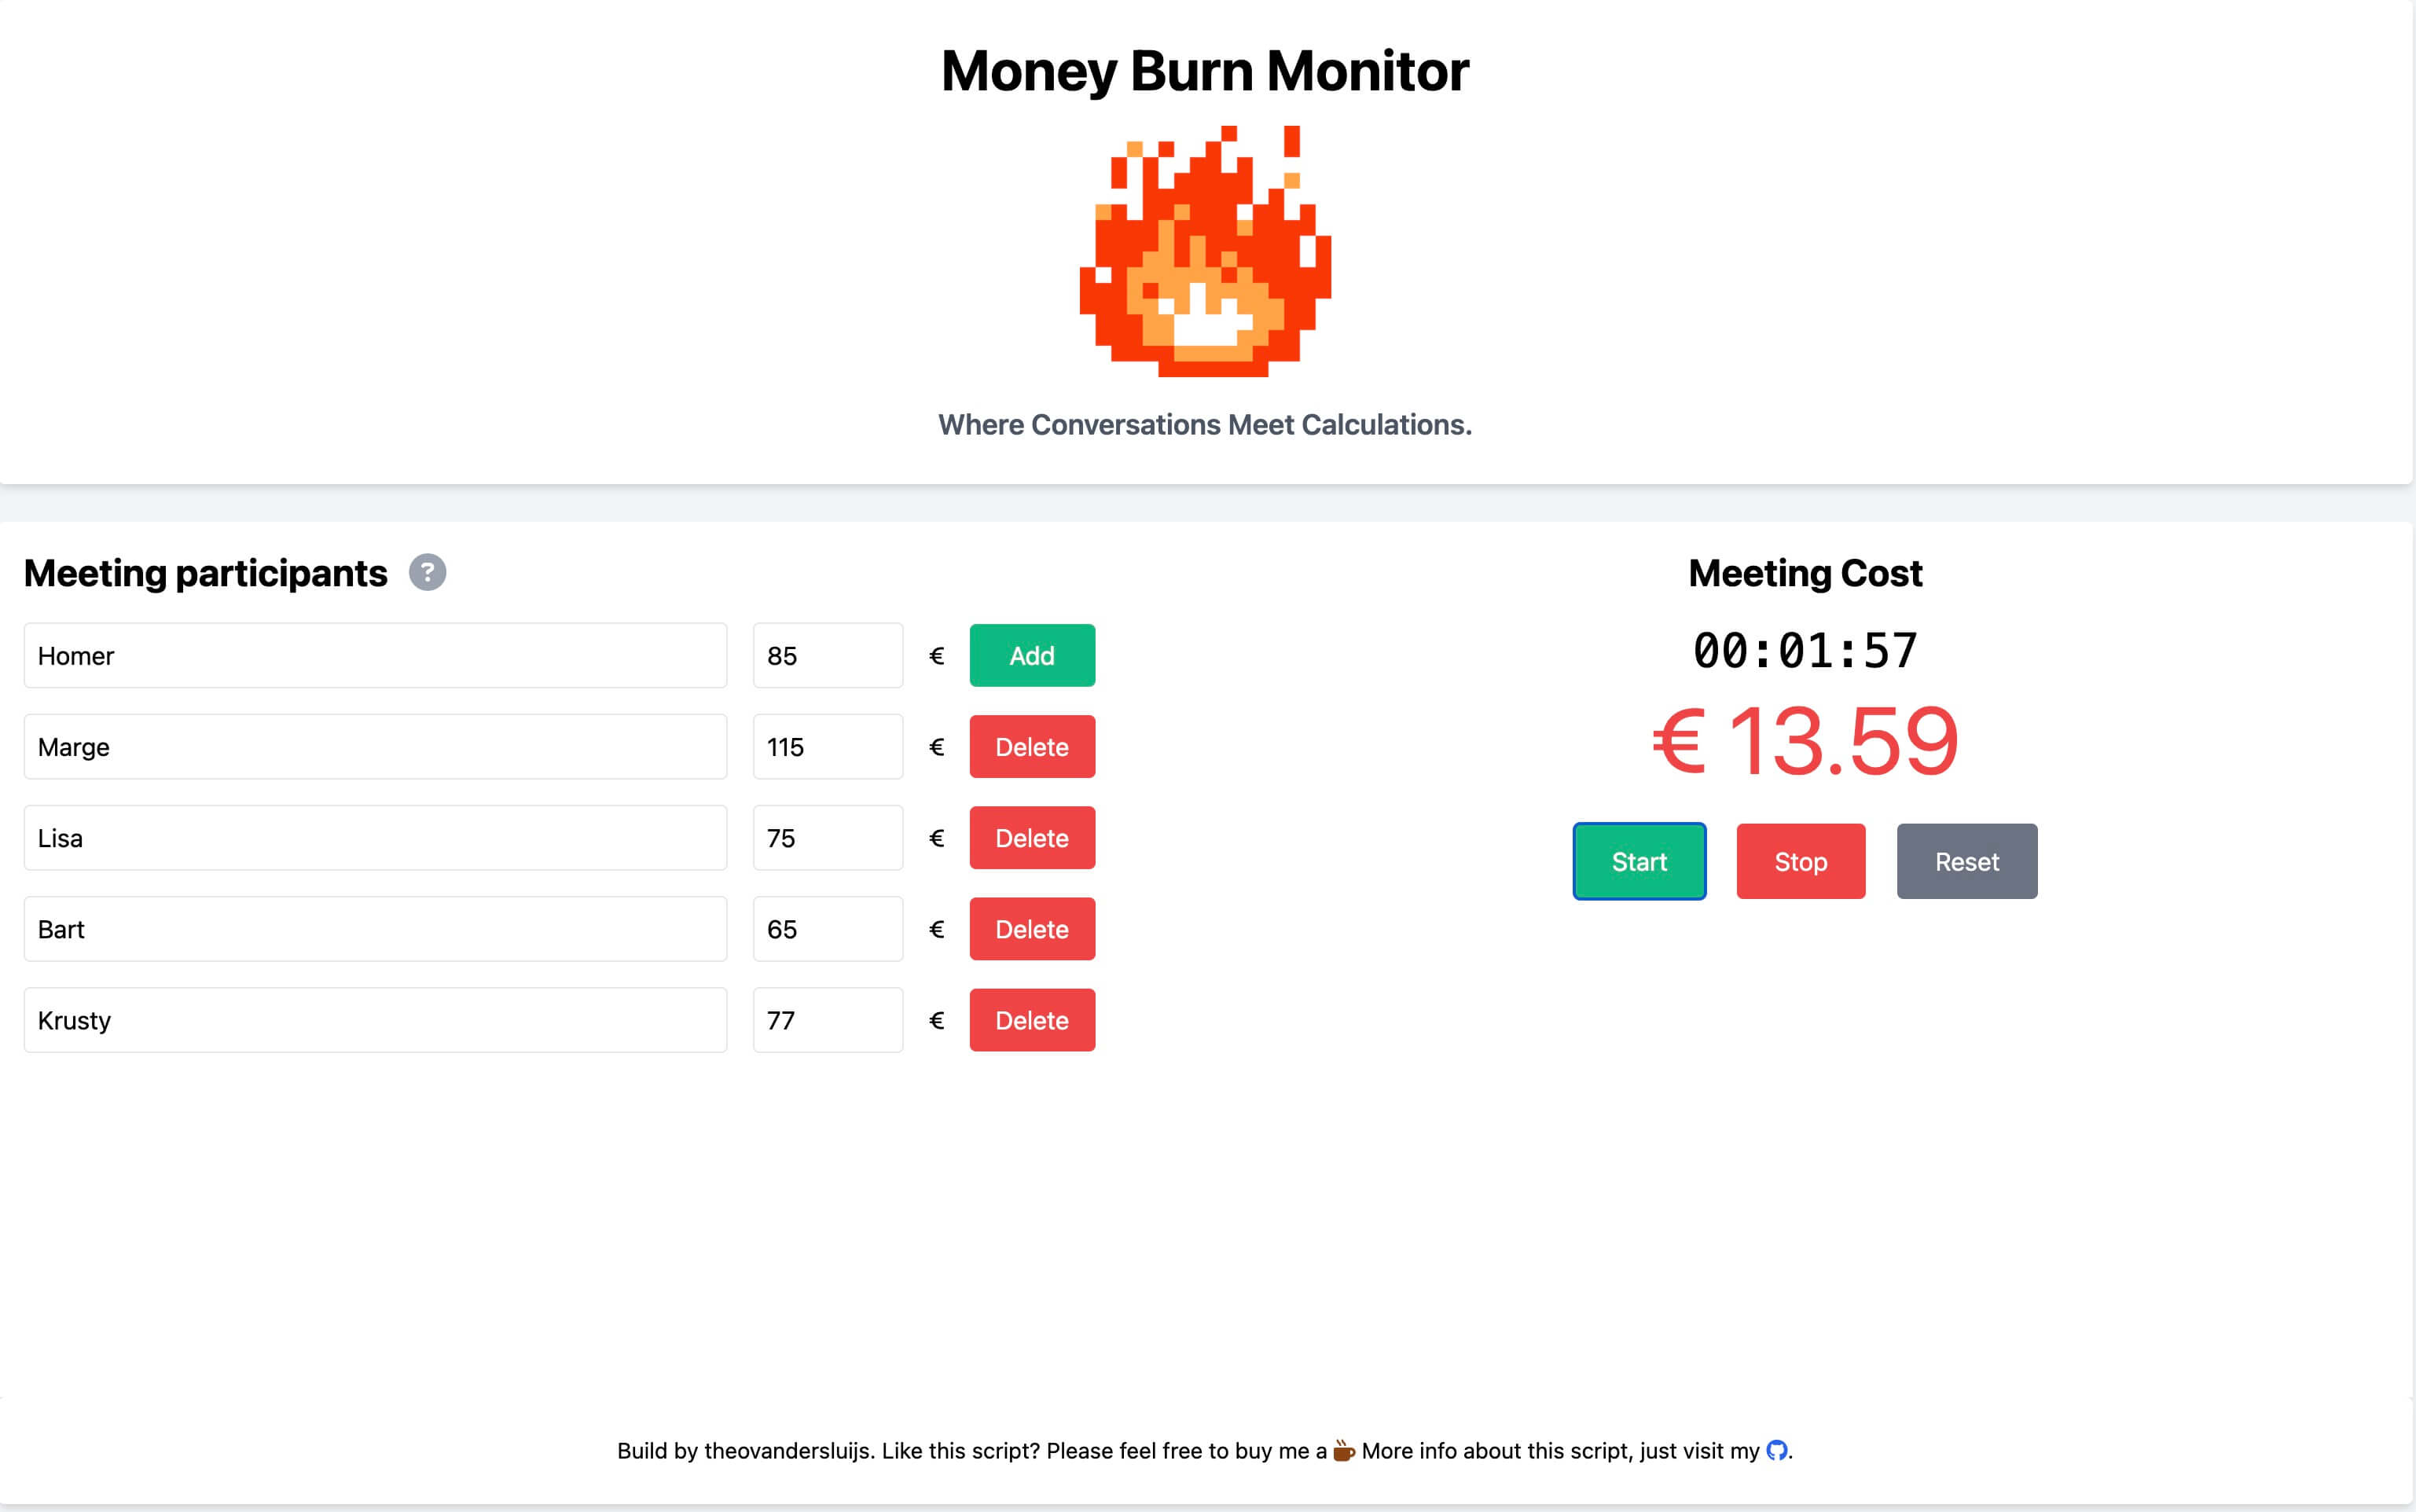 Money Burn Monitor
Where Conversations Meet Calculations.
Meeting participants ?
Homer 85 € Add
Marge 115 € Delete
Lisa 75 € Delete
Bart 65 € Delete
Krusty 77 € Delete
Meeting Cost
00:01:57
€ 13.59
Start Stop Reset
Build by theovandersluijs. Like this script? Please feel free to buy me a More info about this script, just visit my .